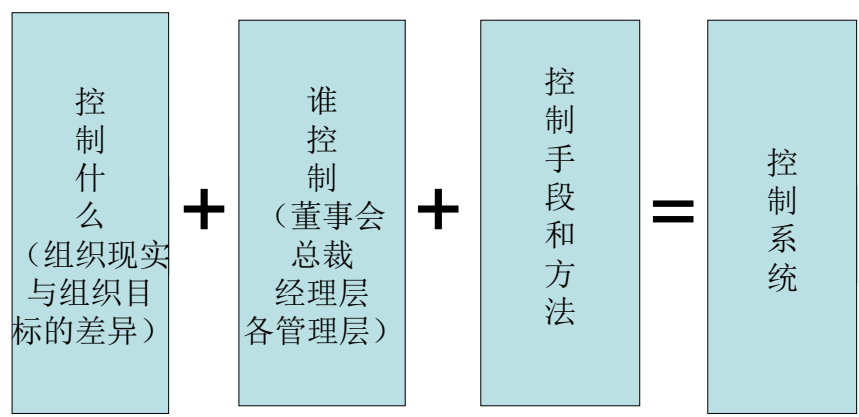 控制什么
（组织现实
与组织目
标的差异）
+
谁控制
（董事会
总裁
经理层
各管理层）
+
控制手段和方法
=
控制系统